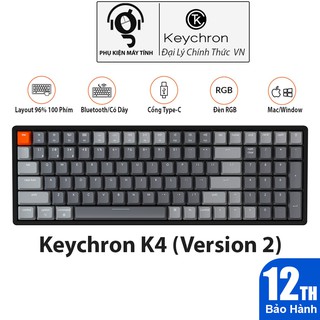 PHỤ KIỆN MÁY TÍNH
Keychron
Đại Lý Chính Thức VN
RGB
Layout 96% 100 Phím
Bluetooth/Có Dây
Cổng Type-C
Đèn RGB
Mac/Window
Keychron K4 (Version 2)
12TH
Bảo Hành